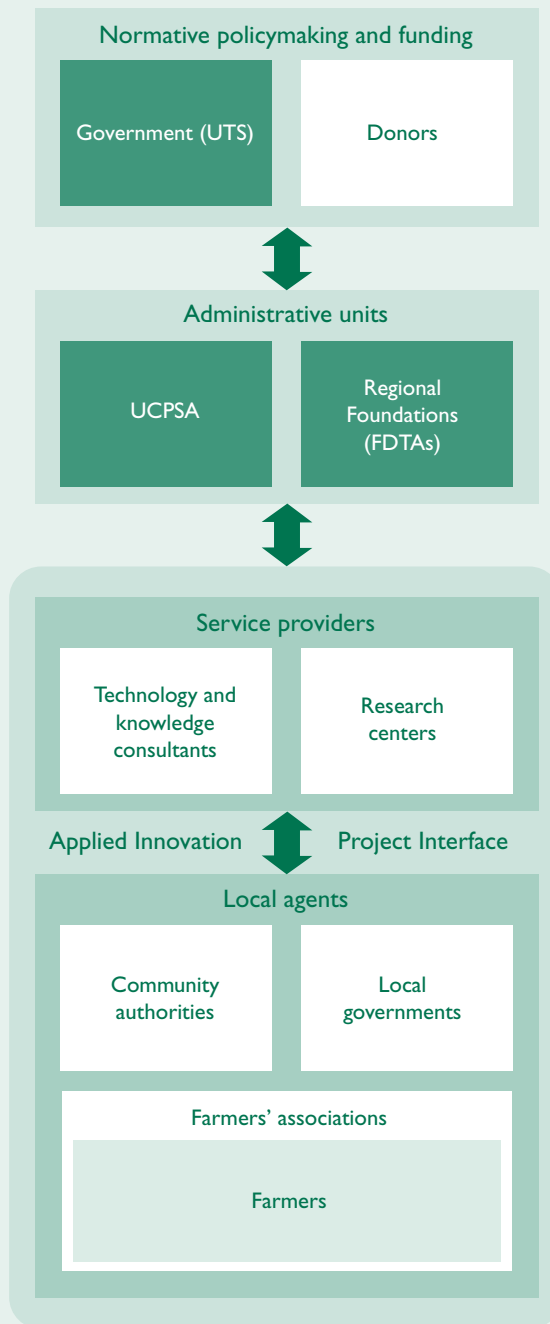 Normative policymaking and funding
Government (UTS)
Donors
Administrative units
UCPSA
Regional
Foundations
(FDTAs)
Service providers
Technology and
knowledge
consultants
Research
centers
Applied Innovation
Project Interface
Local agents
Community
authorities
Local
governments
Farmers’ associations
Farmers